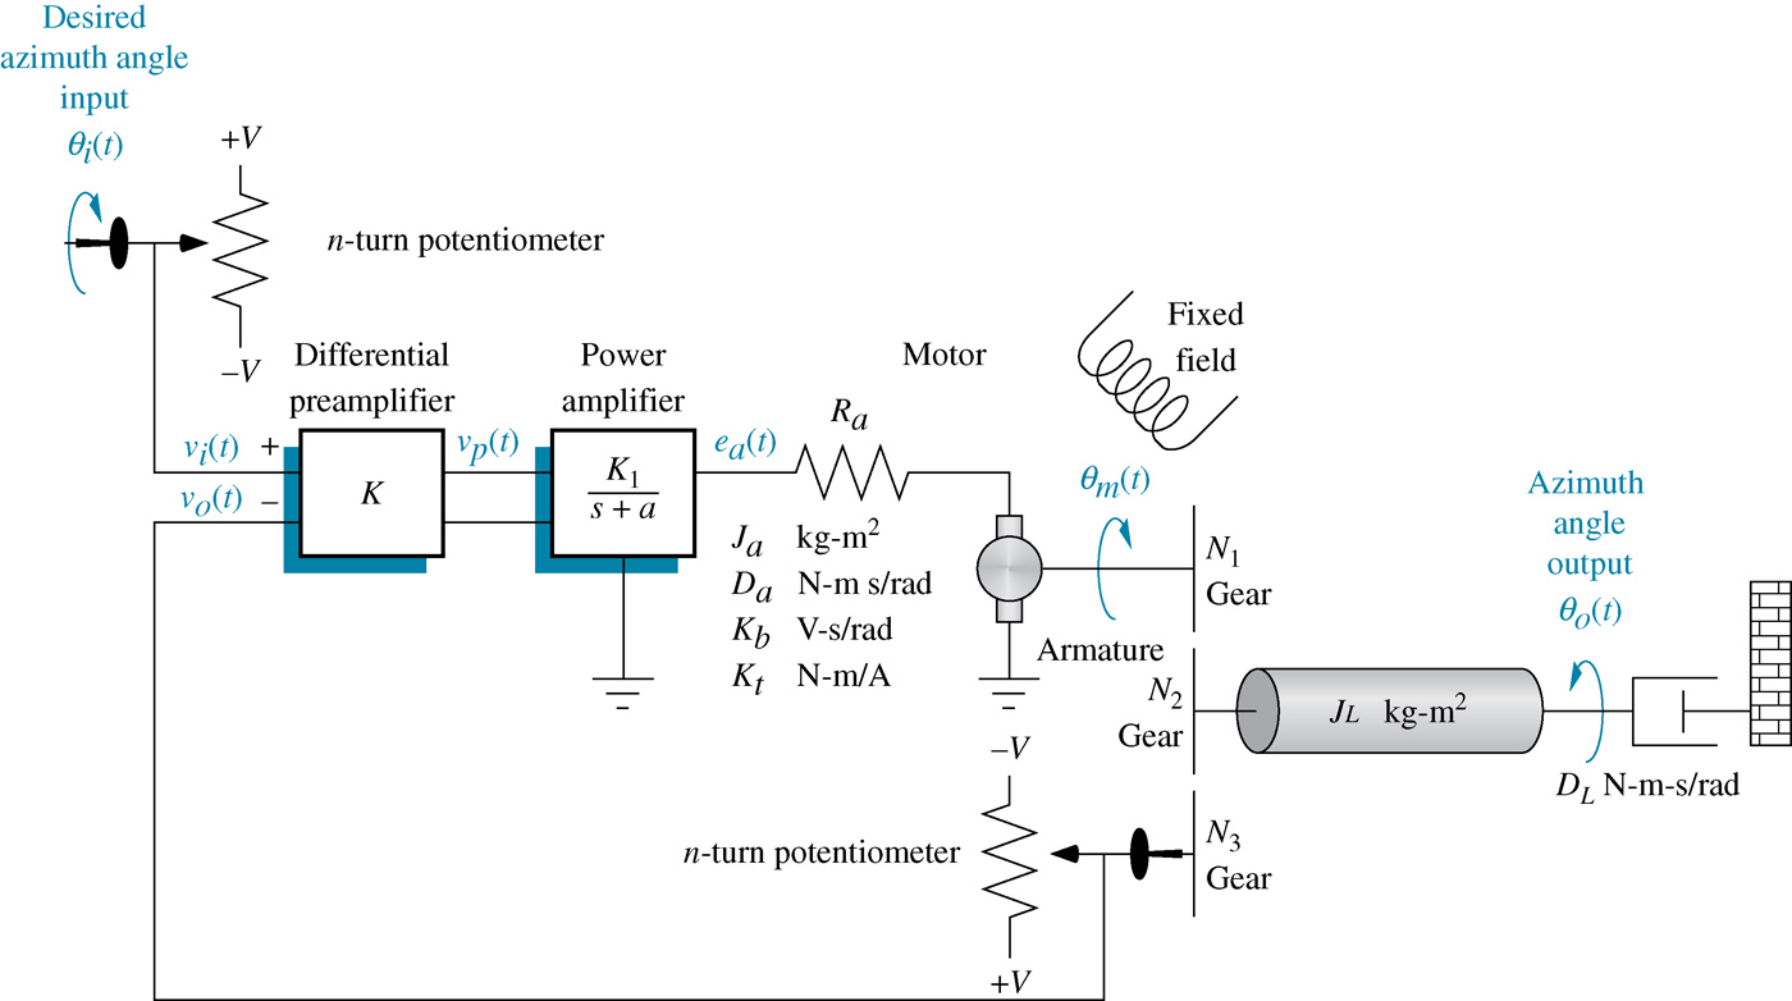 Desired
azimuth angle
input
θi(t)
+V
n-turn potentiometer
–V
Differential
preamplifier
Power
amplifier
Motor
Fixed
field
Ra
vi(t) +
vo(t) –
K
vp(t)
K1
s + a
ea(t)
Ja kg-m²
Da N-m s/rad
Kb V-s/rad
Kt N-m/A
θm(t)
Armature
N1
Gear
N2
Gear
JL kg-m²
Azimuth
angle
output
θo(t)
DL N-m-s/rad
–V
n-turn potentiometer
+V
N3
Gear